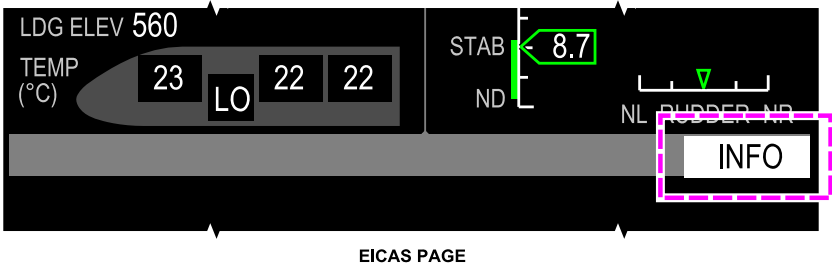 LDG ELEV 560
TEMP
(°C)
23
LO
22
22
STAB
8.7
ND
NL RUDDER NR
INFO
EICAS PAGE